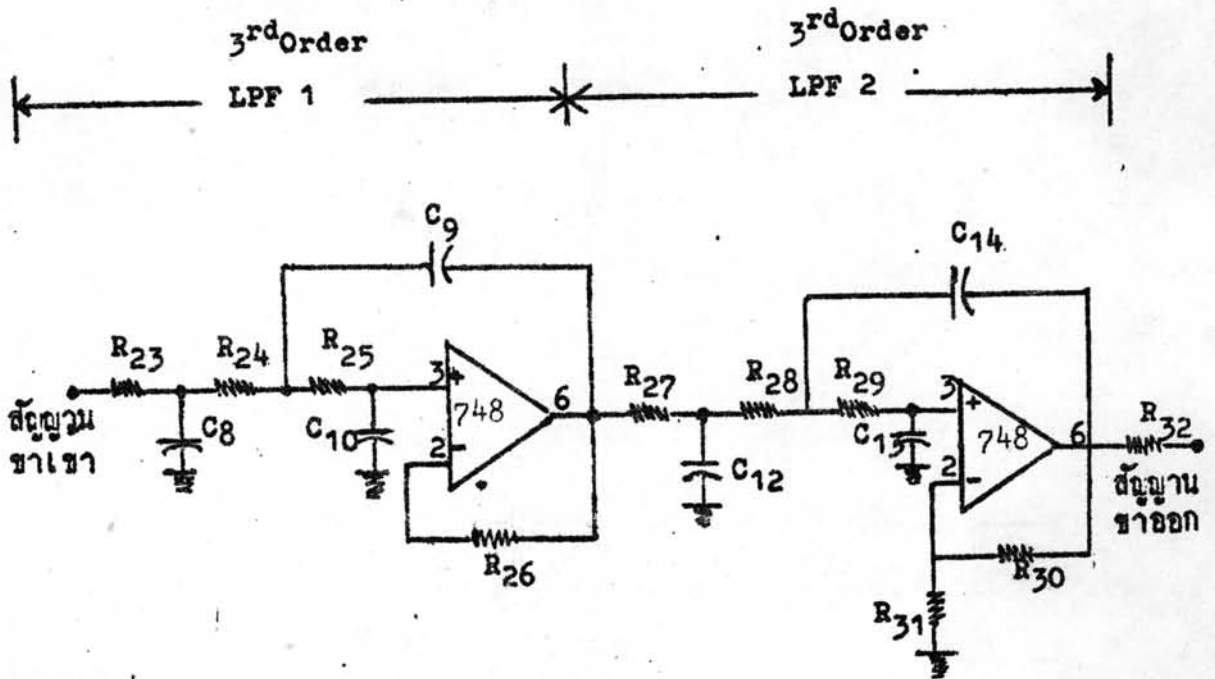 3rd Order
LPF 1
3rd Order
LPF 2
C9
C14
R23
R24
R25
3
+
748
6
2
-
C8
C10
R26
R27
R28
R29
3
+
748
6
2
-
C12
C13
R30
R31
R32
สัญญาน
ขาเขา
สัญญาน
ขาออก